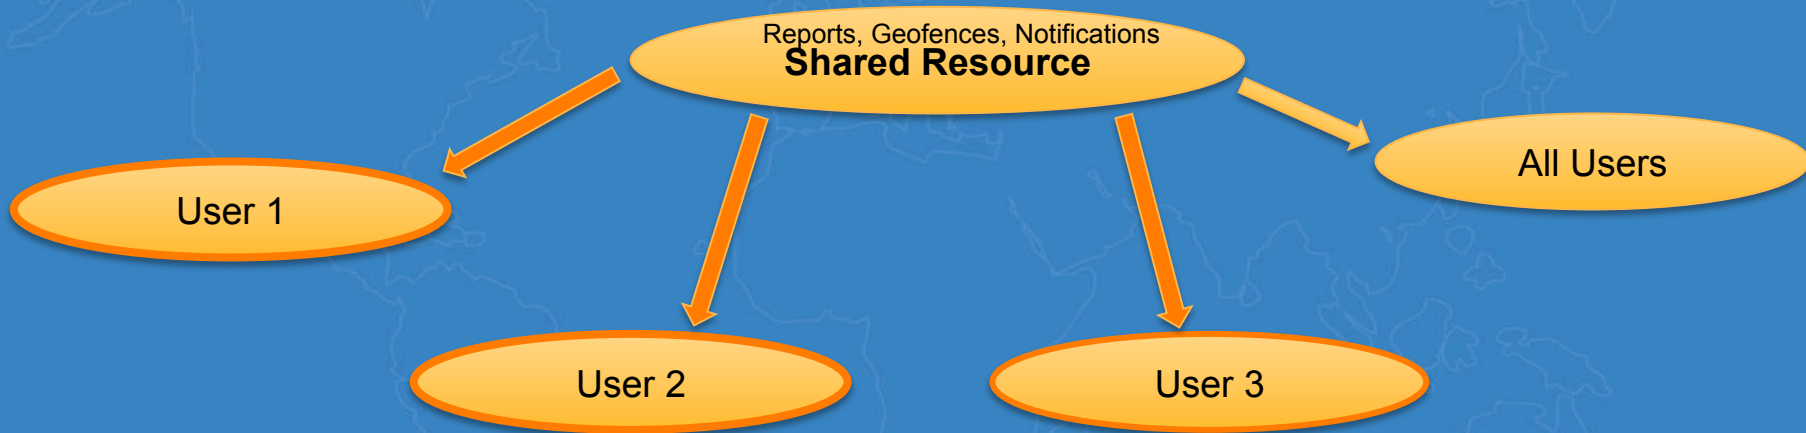 Reports, Geofences, Notifications
Shared Resource
All Users
User 1
User 2
User 3